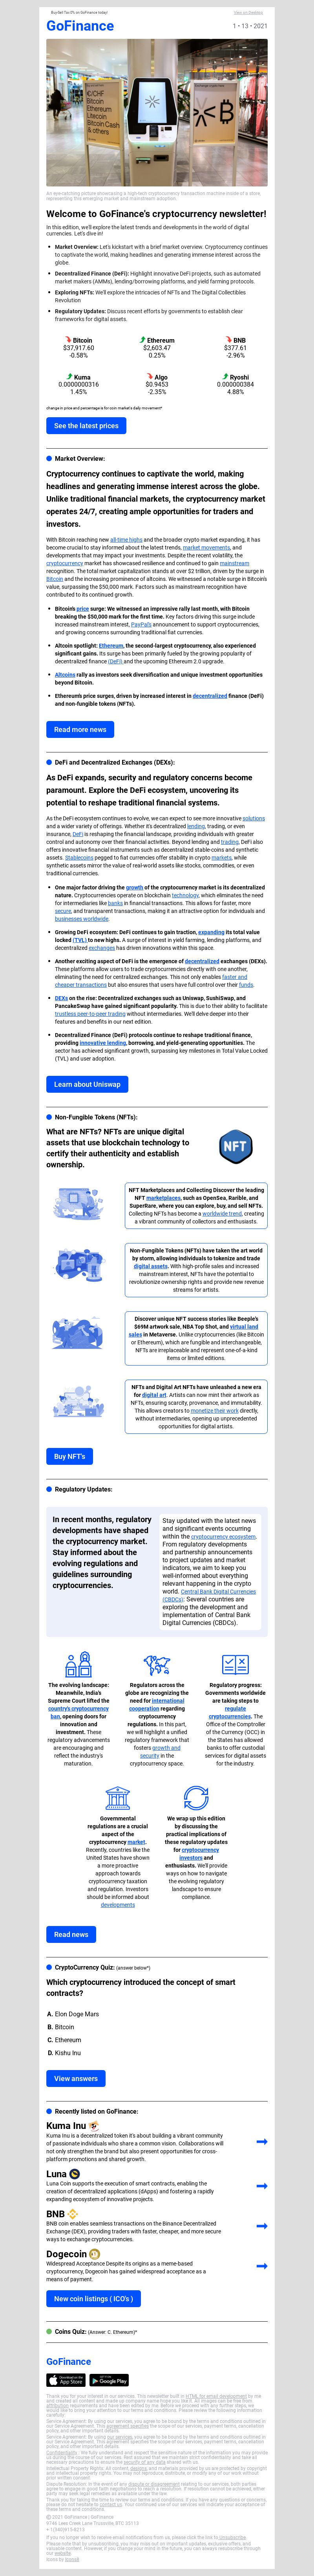 Buy Net Tax 0% on GoFinance today!
View on Desktop
GoFinance
1 • 13 • 2021
€/CHF
Bitcoin
Ethereum
Litecoin
Bitcoin Cash
& others
Exchange crypto here
An eye-catching picture showcasing a high-tech cryptocurrency transaction machine inside of a store,
representing this emerging market and mainstream adoption
Welcome to GoFinance's cryptocurrency newsletter!
In this edition, we'll explore the latest trends and developments in the world of digital
currencies. Let's dive in!
• Market Overview: Let's kickstart with a brief market overview. Cryptocurrency continues
to captivate the world, making headlines and generating immense interest across the
globe.
• Decentralized Finance (DeFi): Highlight innovative DeFi projects, such as automated
market makers (AMMs), lending/borrowing platforms, and yield farming protocols.
• Exploring NFTs: We'll explore the intricacies of NFTs and The Digital Collectibles
Revolution
• Regulatory Updates: Discuss recent efforts by governments to establish clear
frameworks for digital assets.
Bitcoin
$37,917.60
-0.58%
Ethereum
$2,603.67
0.25%
BNB
$377.61
-2.96%
Kuma
0.0000000316
1.45%
Algo
$0.9453
-2.35%
Ryoshi
0.000000384
4.88%
change in price and percentage is for coin market's daily movement*
See the latest prices
Market Overview:
Cryptocurrency continues to captivate the world, making
headlines and generating immense interest across the globe.
Unlike traditional financial markets, the cryptocurrency market
operates 24/7, creating ample opportunities for traders and
investors.
With Bitcoin reaching new all-time highs and the broader crypto market expanding, it has
become crucial to stay informed about the latest trends, market movements, and
developments that may impact your investments. Despite the recent volatility, the
cryptocurrency market has showcased resilience and continued to gain mainstream
recognition. The total market capitalization stands at over $2 trillion, driven by the surge in
Bitcoin and the increasing interest in altcoins. Bitcoin saw a substantial increase in value,
surpassing the $50,000 mark. Factors such as mainstream recognition and adoption
contributed to its continued growth.
• Bitcoin's price surge: We witnessed an impressive rally last month, with Bitcoin
breaking the $50,000 mark for the first time. Key factors driving this surge were
increased mainstream interest, PayPal's announcement to support cryptocurrencies,
and growing concerns surrounding traditional economies.
• Altcoin spotlight: Ethereum, the second-largest cryptocurrency, also experienced
significant gains. Its surge has been primarily fueled by the growing popularity of
decentralized finance (DeFi) and the upcoming Ethereum 2.0 upgrade.
• Altcoins rally as investors seek diversification and unique investment opportunities
beyond Bitcoin.
• Ethereum's price surges, driven by increased interest in decentralized finance (DeFi)
and non-fungible tokens (NFTs).
Read more news
DeFi and Decentralized Exchanges (DEXs):
As DeFi expands, security and regulatory concerns become
paramount. Explore the DeFi ecosystem, uncovering its
potential to reshape traditional financial systems.
As the DeFi ecosystem continues to evolve, we can expect to see more innovative solutions
and a wider variety of offerings. Whether it's decentralized lending, trading, or even
insurance, DeFi is reshaping the financial landscape, providing individuals with greater
control and autonomy over their financial activities. Beyond lending and trading, DeFi also
offers innovative financial instruments such as decentralized stablecoins and synthetic
assets. Stablecoins pegged to fiat currencies ensure stability in crypto markets, while
synthetic assets mirror the value of real-world assets like commodities, stocks, or traditional
currencies.
• One major factor driving the growth of the cryptocurrency market is its decentralized
nature. Cryptocurrencies operate on blockchain technology, which eliminates the need
for intermediaries like banks in financial transactions. This allows for faster, more
secure, and transparent transactions, making it an attractive option for individuals and
businesses worldwide.
• Growing DeFi ecosystem: DeFi continues to gain traction, expanding its total value
locked (TVL) to new highs. A surge of projects in yield farming, lending platforms, and
decentralized exchanges have driven innovations within this space.
• Another exciting aspect of DeFi is the emergence of decentralized exchanges (DEXs).
These platforms enable users to trade cryptocurrencies directly with each other,
eliminating the need for centralized exchanges. This not only enables faster and
cheaper transactions but also ensures that users have full control over their funds.
• DEXs on the rise: Decentralized exchanges such as Uniswap, SushiSwap, and
PancakeSwap have gained significant popularity. This is due to their ability to facilitate
trustless peer-to-peer trading without intermediaries. We'll delve deeper into their
features and benefits in our next edition.
• Decentralized Finance (DeFi) protocols continue to reshape traditional finance,
providing innovative lending, borrowing, and yield-generating opportunities. The
sector has achieved significant growth, surpassing key milestones in Total Value Locked
(TVL) and user adoption.
Learn about Uniswap
Non-Fungible Tokens (NFTs):
What are NFTs? NFTs are unique digital
assets that use blockchain technology to
certify their authenticity and establish
ownership.
NFT
NFT Marketplaces and Collecting Discover the leading
NFT marketplaces, such as OpenSea, Rarible, and
SuperRare, where you can explore, buy, and sell NFTs.
Collecting NFTs has become a worldwide trend, creating
a vibrant community of collectors and enthusiasts.
Non-Fungible Tokens (NFTs) have taken the art world
by storm, allowing individuals to tokenize and trade
digital assets. With high-profile sales and increased
mainstream interest, NFTs have the potential to
revolutionize ownership rights and provide new revenue
streams for artists.
Discover unique NFT success stories like Beeple's
$69M artwork sale, NBA Top Shot, and virtual land
sales in Metaverse. Unlike cryptocurrencies (like Bitcoin
or Ethereum), which are fungible and interchangeable,
NFTs are irreplaceable and represent one-of-a-kind
items or limited editions.
NFTs and Digital Art NFTs have unleashed a new era
for digital art. Artists can now mint their artwork as
NFTs, ensuring scarcity, provenance, and immutability.
This allows creators to monetize their work directly,
without intermediaries, opening up unprecedented
opportunities for digital artists.
Buy NFT's
Regulatory Updates:
In recent months, regulatory
developments have shaped
the cryptocurrency market.
Stay informed about the
evolving regulations and
guidelines surrounding
cryptocurrencies.
Stay updated with the latest news
and significant events occurring
within the cryptocurrency ecosystem.
From regulatory developments
and partnership announcements
to project updates and market
indicators, we aim to keep you
well-informed about everything
relevant happening in the crypto
world. Central Bank Digital Currencies
(CBDCs): Several countries are
exploring the development and
implementation of Central Bank
Digital Currencies (CBDCs).
The evolving landscape:
Meanwhile, India's
Supreme Court lifted the
country's cryptocurrency
ban, opening doors for
innovation and
investment. These
regulatory advancements
are encouraging and
reflect the industry's
maturation.
Regulators across the
globe are recognizing the
need for international
cooperation regarding
cryptocurrency
regulations. In this part,
we will highlight a unified
regulatory framework that
fosters growth and
security in the
cryptocurrency space.
Regulatory progress:
Governments worldwide
are taking steps to
regulate
cryptocurrencies. The
Office of the Comptroller
of the Currency (OCC) in
the States has allowed
banks to offer custodial
services for digital assets
for the industry.
Governmental
regulations are a crucial
aspect of the
cryptocurrency market.
Recently, countries like the
United States have shown
a more proactive
approach towards
cryptocurrency taxation
and regulation. Investors
should be informed about
developments
We wrap up this edition
by discussing the
practical implications of
these regulatory updates
for cryptocurrency
investors and
enthusiasts. We'll provide
ways on how to navigate
the evolving regulatory
landscape to ensure
compliance.
Read news
CryptoCurrency Quiz: (answer below*)
Which cryptocurrency introduced the concept of smart
contracts?
A. Elon Doge Mars
B. Bitcoin
C. Ethereum
D. Kishu Inu
View answers
Recently listed on GoFinance:
Kuma Inu
Kuma Inu is a decentralized token it's about building a vibrant community
of passionate individuals who share a common vision. Collaborations will
not only strengthen the brand but also present opportunities for cross-
platform promotions and shared growth.
Luna
Luna Coin supports the execution of smart contracts, enabling the
creation of decentralized applications (dApps) and fostering a rapidly
expanding ecosystem of innovative projects.
BNB
BNB coin enables seamless transactions on the Binance Decentralized
Exchange (DEX), providing traders with faster, cheaper, and more secure
ways to exchange cryptocurrencies.
Dogecoin
Widespread Acceptance Despite its origins as a meme-based
cryptocurrency, Dogecoin has gained widespread acceptance as a
means of payment.
New coin listings ( ICO's )
Coins Quiz: (Answer: C. Ethereum)*
GoFinance
Download on the
App Store
GET IT ON
Google Play
Thank you for your interest in our services. This newsletter built in HTML for email development by me
© 2021 GoFinance | GoFinance
If you no longer wish to receive email notifications from us, please click the link to Unsubscribe.
our website.